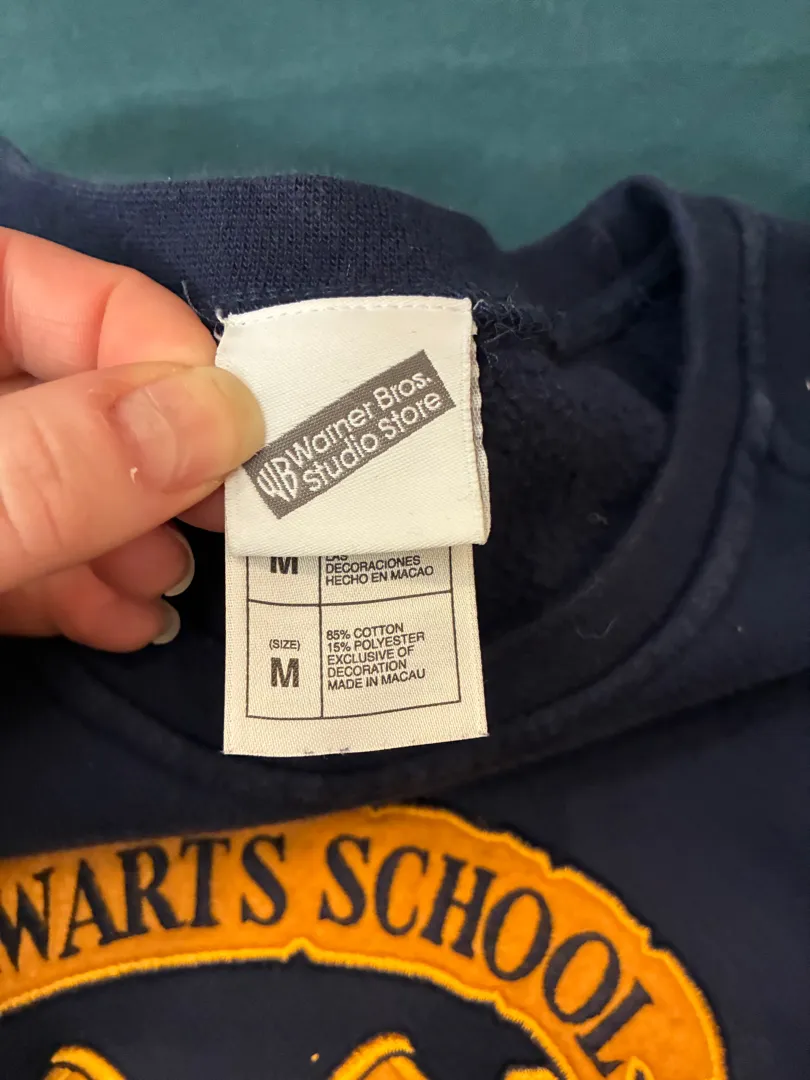 WB Warner Bros.
Studio Store
M
LAS
DECORACIONES
HECHO EN MACAO
(SIZE)
M
85% COTTON
15% POLYESTER
EXCLUSIVE OF
DECORATION
MADE IN MACAU
WARTS SCHOOL